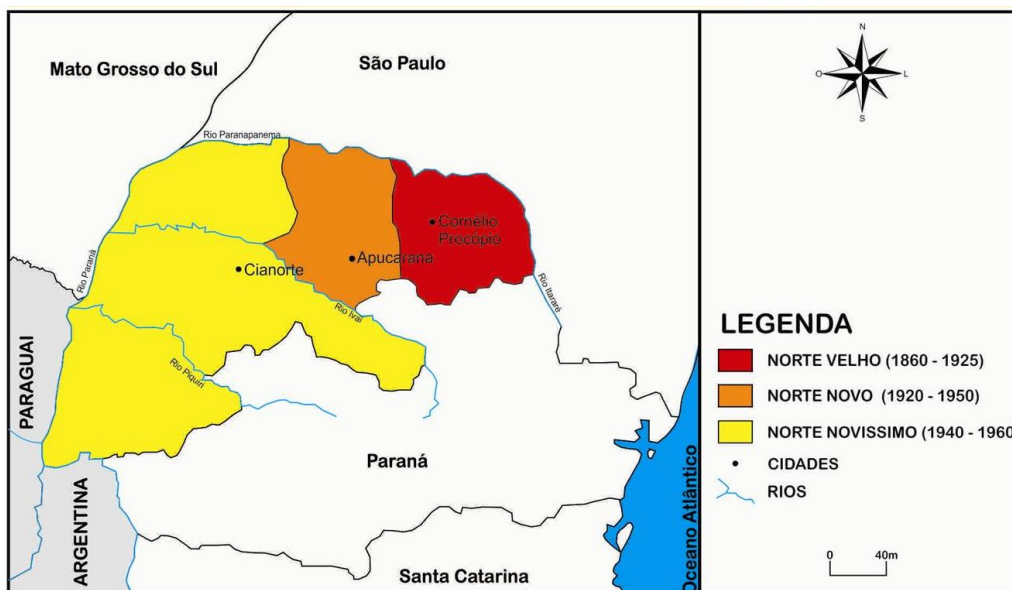 Mato Grosso do Sul
São Paulo
Rio Paranapanema
Cornélio
Procópio
Apucarana
Cianorte
Rio Paraná
Rio Ivaí
Rio Itararé
Rio Piquiri
PARAGUAI
ARGENTINA
Paraná
Santa Catarina
Oceano Atlântico
N
O
L
S
LEGENDA
NORTE VELHO (1860 - 1925)
NORTE NOVO (1920 - 1950)
NORTE NOVISSIMO (1940 - 1960
CIDADES
RIOS
0 40m